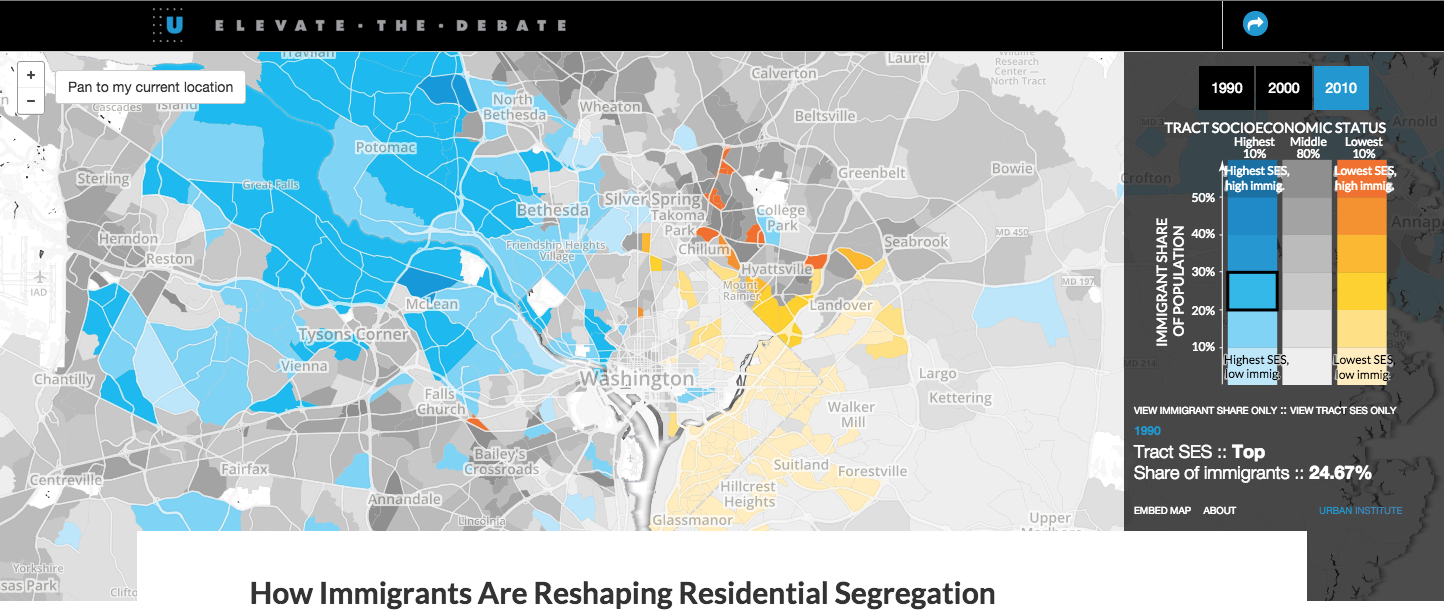 U ELEVATE · THE · DEBATE
+
−
Pan to my current location
Travilah
Cascades
Island
North
Bethesda
Wheaton
Calverton
Laurel
Wildlife
Research
Center —
North Tract
Beltsville
Potomac
Sterling
Great Falls
Greenbelt
Bowie
Herndon
Reston
IAD
Bethesda
Silver Spring
Takoma
Park
College
Park
Friendship Heights
Village
Chillum
Hyattsville
Seabrook
MD 450
MD 197
McLean
Mount
Rainier
Landover
Tysons Corner
Vienna
Chantilly
Washington
Falls
Church
Largo
Kettering
Walker
Mill
Bailey's
Crossroads
Suitland
Forestville
Fairfax
Centreville
Annandale
Hillcrest
Heights
Lincolnia
Glassmanor
Upper
Yorkshire
sas Park
Clifto
1990
2000
2010
TRACT SOCIOECONOMIC STATUS
Highest
10%
Middle
80%
Lowest
10%
Highest SES,
high immig.
Lowest SES,
high immig.
50%
40%
30%
20%
10%
IMMIGRANT SHARE
OF POPULATION
Highest SES,
low immig.
Lowest SES,
low immig.
MD 3
Arnold
Crofton
Annap
MD 214
VIEW IMMIGRANT SHARE ONLY :: VIEW TRACT SES ONLY
1990
Tract SES :: Top
Share of immigrants :: 24.67%
EMBED MAP
ABOUT
URBAN INSTITUTE
How Immigrants Are Reshaping Residential Segregation